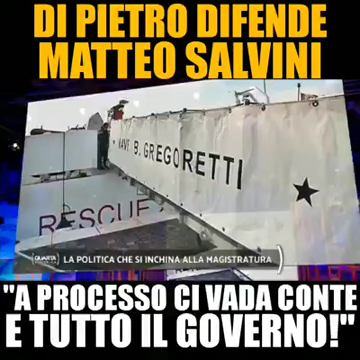 DI PIETRO DIFENDE
MATTEO SALVINI
NAVE B. GREGORETTI
RESCUE
QUARTA
LA POLITICA CHE SI INCHINA ALLA MAGISTRATURA
"A PROCESSO CI VADA CONTE
E TUTTO IL GOVERNO!"